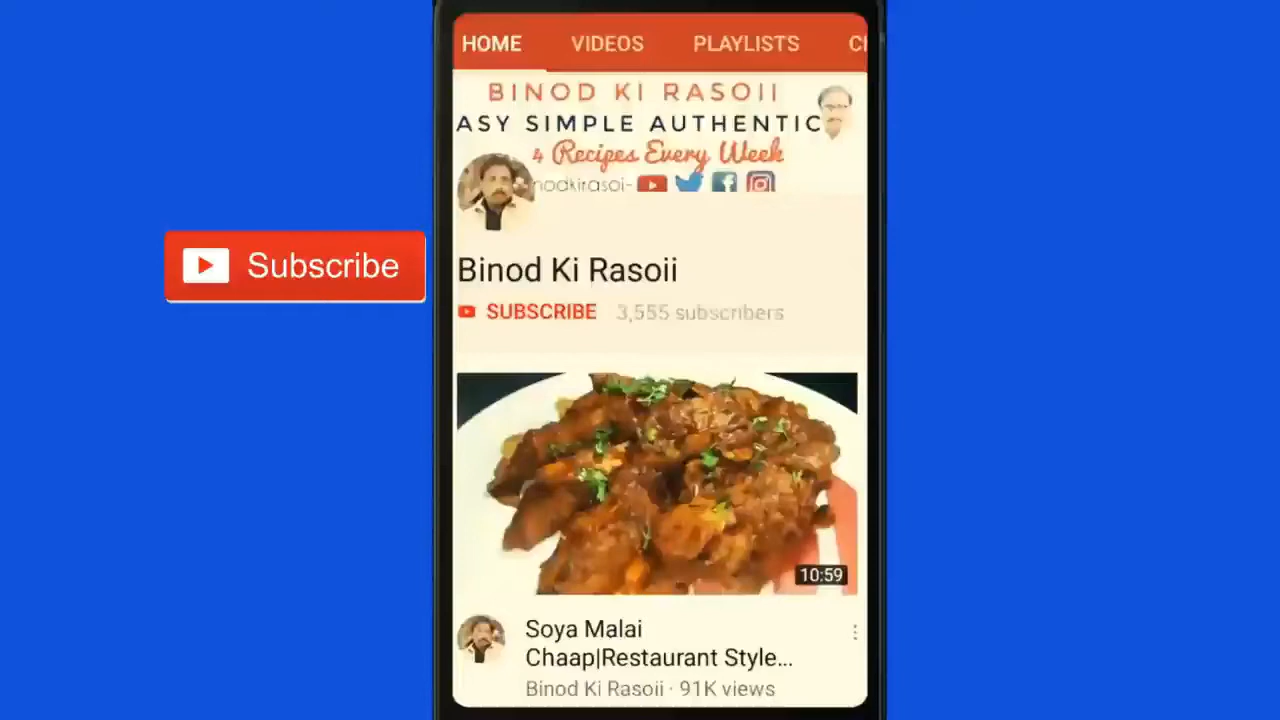 HOME VIDEOS PLAYLISTS
BINOD KI RASOII
ASY SIMPLE AUTHENTIC
4 Recipes Every Week
nodkirasoi-
Subscribe
Binod Ki Rasoii
SUBSCRIBE 3,555 subscribers
10:59
Soya Malai
Chaap|Restaurant Style...
Binod Ki Rasoii · 91K views